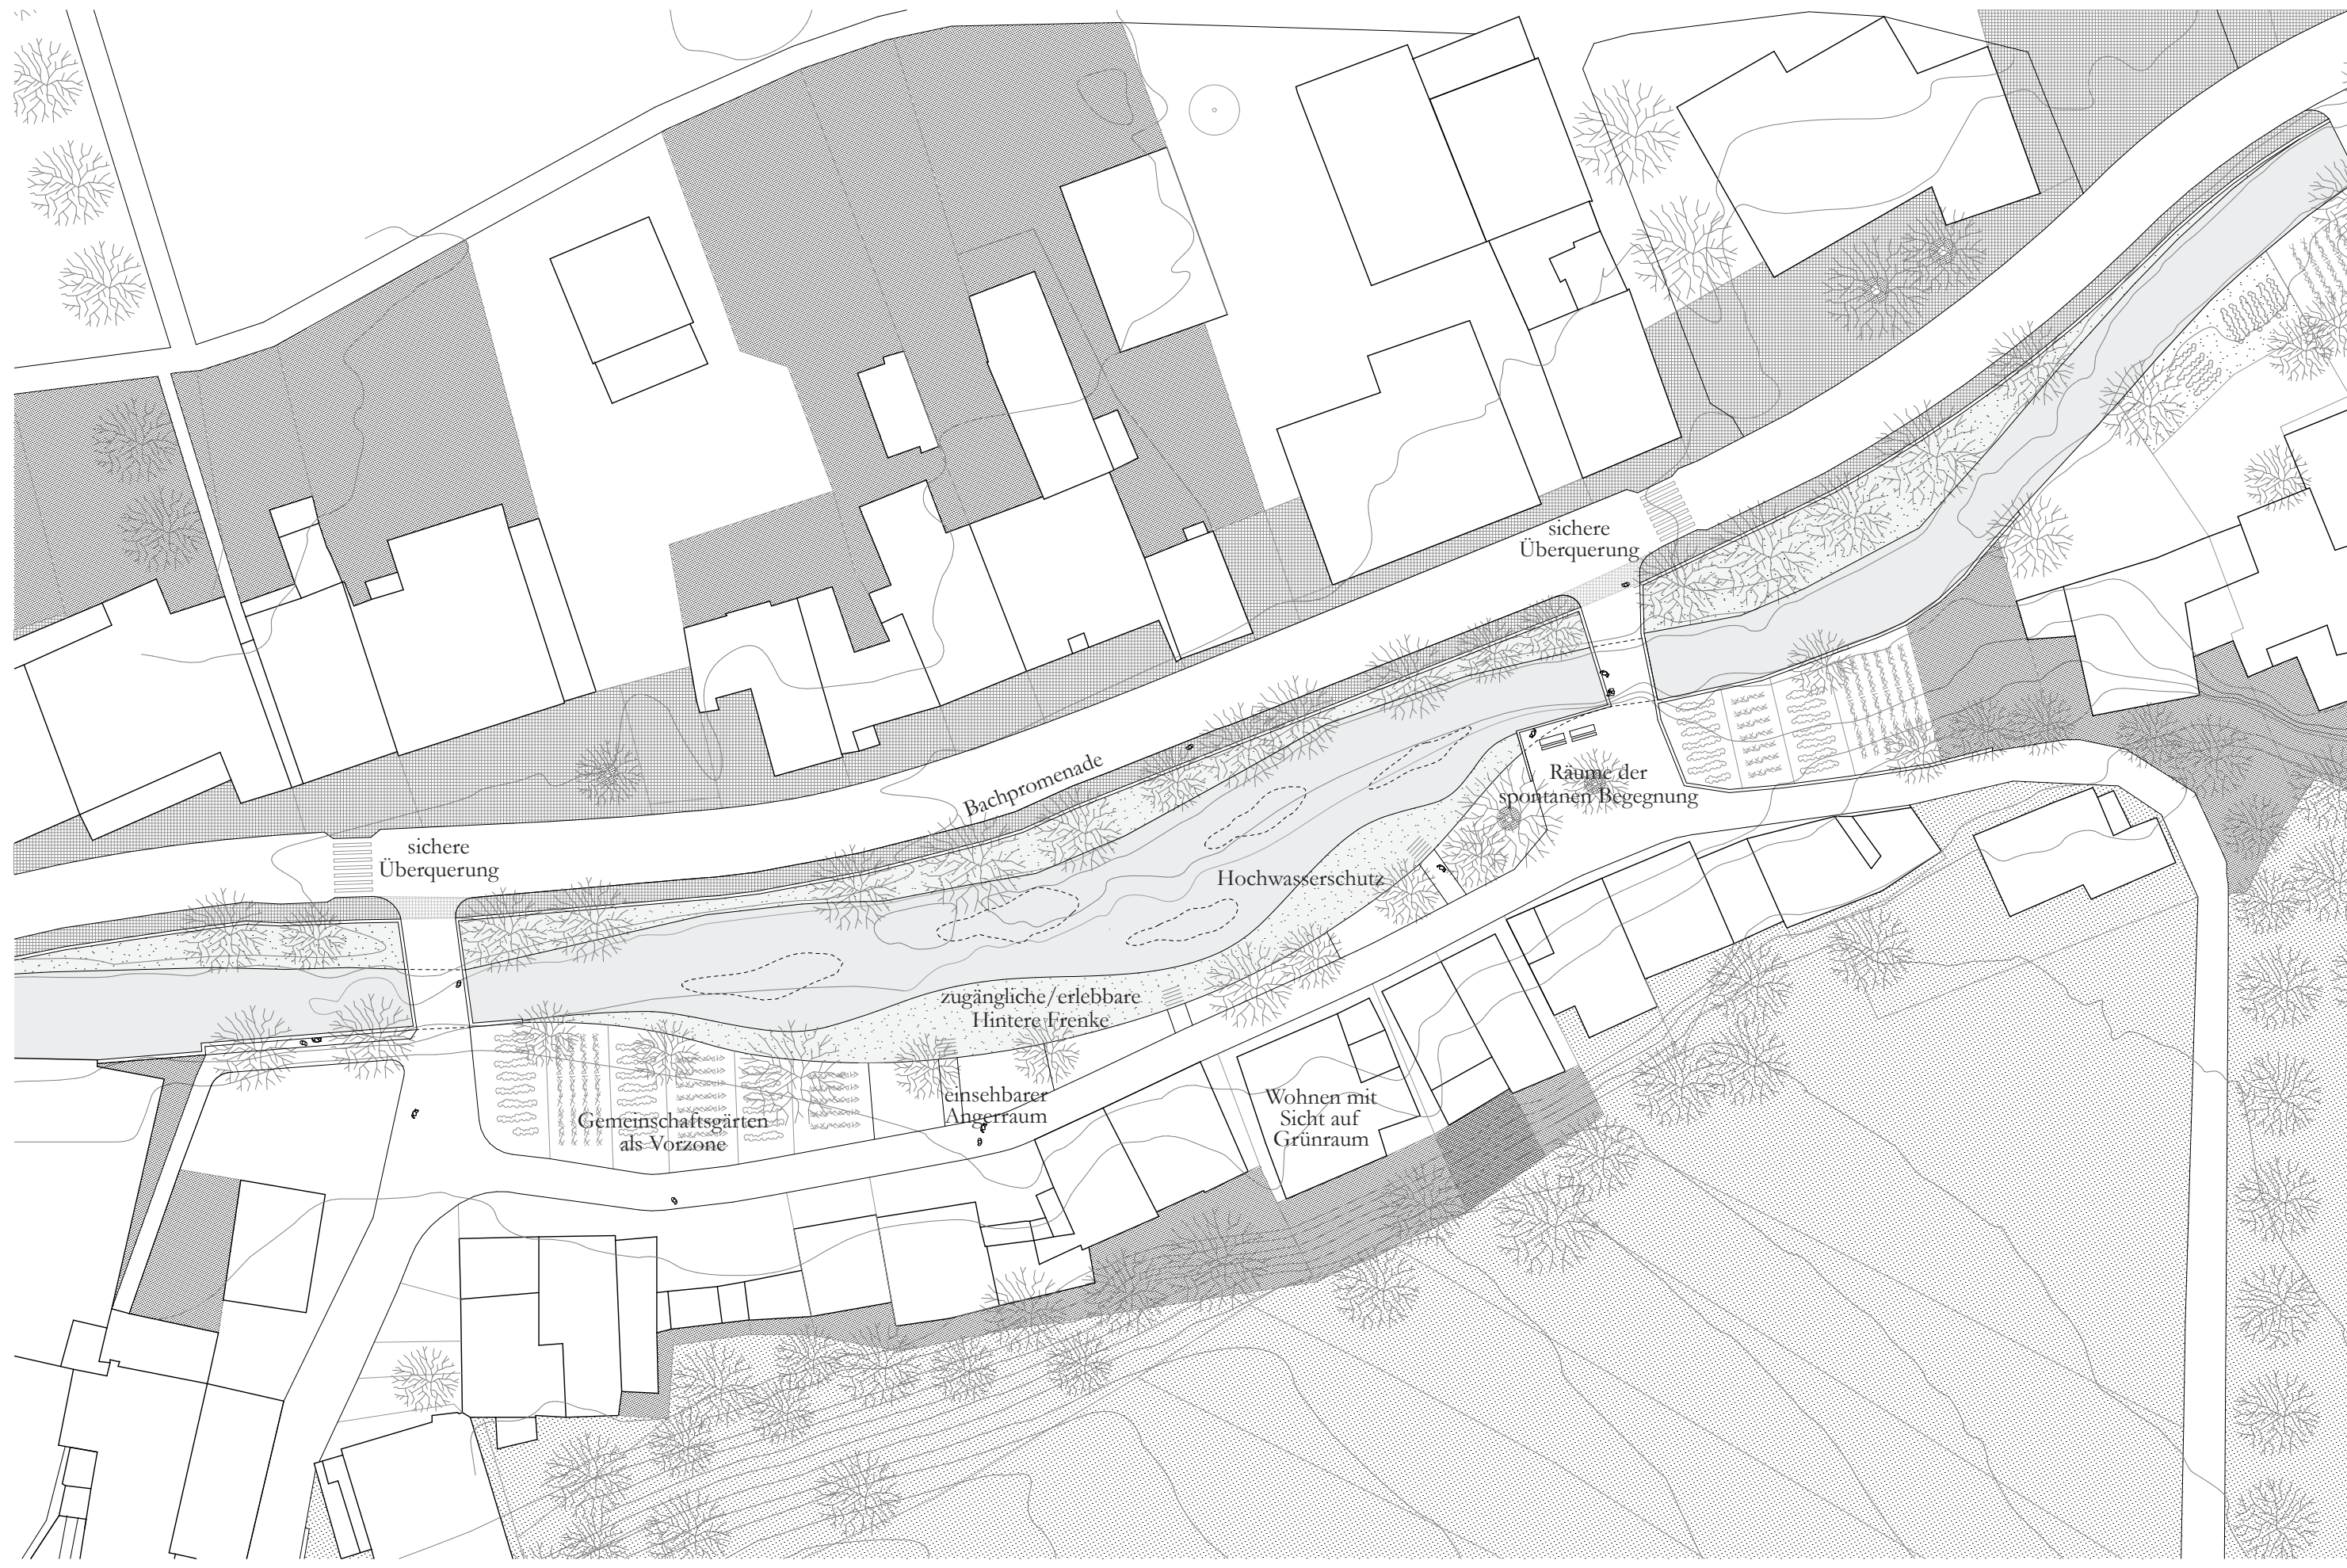 sichere
Überquerung
Bachpromenade
Räume der
spontanen Begegnung
sichere
Überquerung
Hochwasserschutz
zugängliche/erlebbare
Hintere Frenke
einsehbarer
Angerraum
Wohnen mit
Sicht auf
Grünraum
Gemeinschaftsgärten
als Vorzone